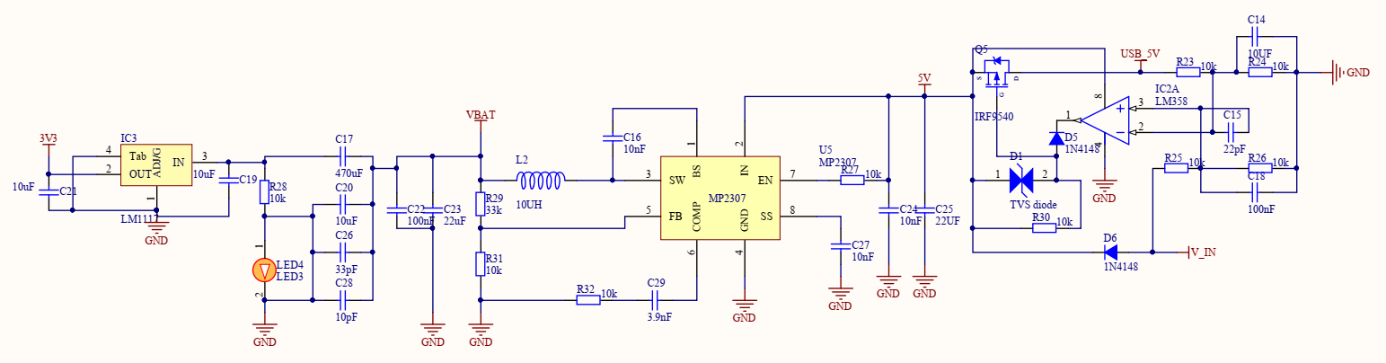 3V3
10uF
C21
IC3
4
2
Tab
OUT
ADJ/G
IN
3
1
LM1117
GND
10uF
C19
R28
10k
1
LED4
LED3
2
GND
C17
470uF
C20
10uF
C26
33pF
C28
10pF
C22
100nF
C23
22uF
GND
VBAT
R29
33k
R31
10k
GND
L2
10UH
C16
10nF
R32
10k
C29
3.9nF
U5
MP2307
1
2
3
5
6
4
7
8
BS
IN
SW
EN
MP2307
FB
SS
COMP
GND
GND
R27
10k
C27
10nF
GND
5V
C24
10nF
GND
C25
22UF
GND
Q5
S
D
G
IRF9540
USB_5V
R23
10k
C14
10UF
R24
10k
GND
IC2A
LM358
8
1
3
2
4
GND
D5
1N4148
C15
22pF
D1
1
2
TVS diode
R30
10k
R25
10k
R26
10k
C18
100nF
D6
1N4148
V_IN